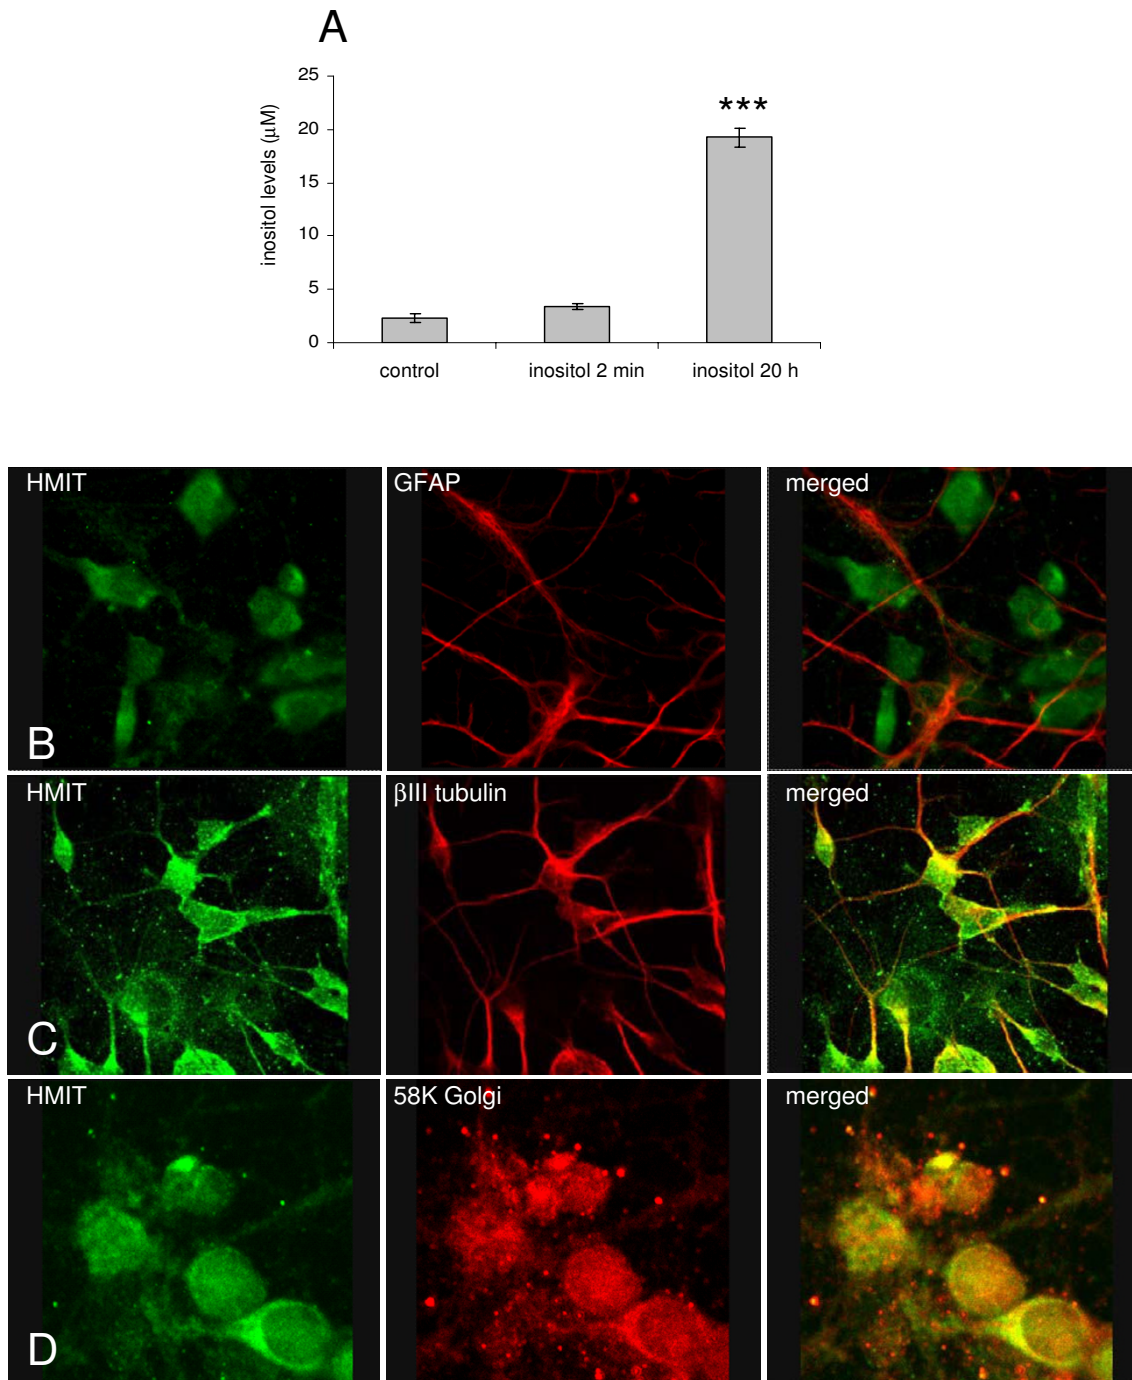 A
25
20
15
10
5
0
inositol levels (μM)
***
control
inositol 2 min
inositol 20 h
HMIT
GFAP
merged
B
HMIT
βIII tubulin
merged
C
HMIT
58K Golgi
merged
D